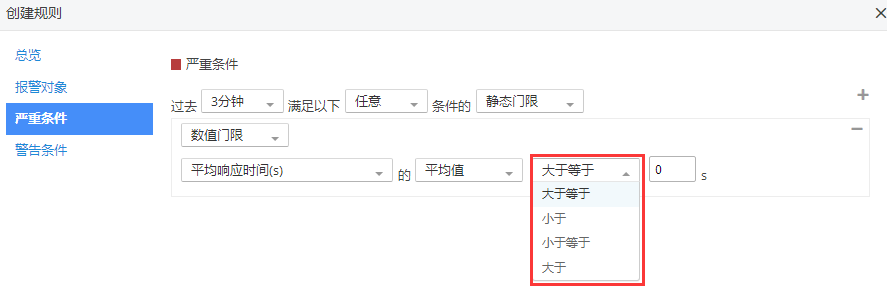 创建规则
总览
报警对象
严重条件
警告条件
严重条件
过去 3分钟 满足以下 任意 条件的 静态门限
数值门限
平均响应时间(s) 的 平均值 大于等于 0 s
大于等于
小于
小于等于
大于